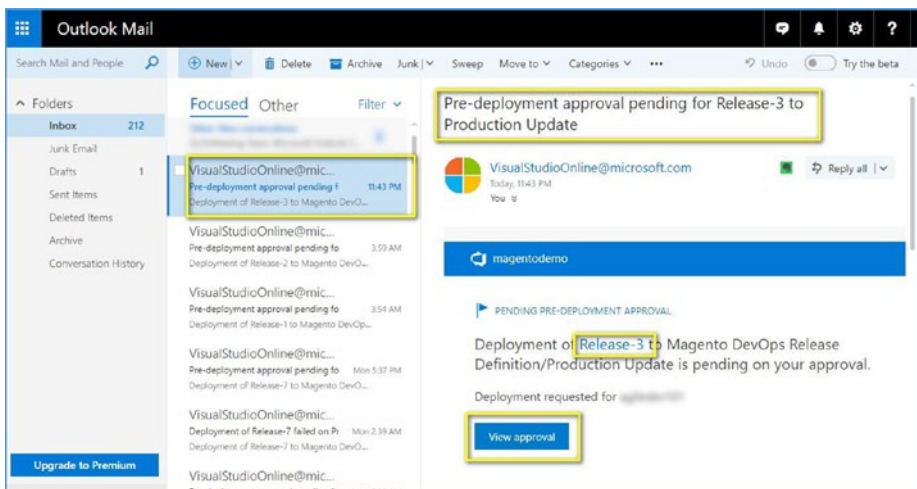 Outlook Mail
?
Search Mail and People
New
Delete
Archive
Junk
Sweep
Move to
Categories
...
Undo
Try the beta
Folders
Inbox 212
Junk Email
Drafts 1
Sent Items
Deleted Items
Archive
Conversation History
Upgrade to Premium
Focused Other Filter
VisualStudioOnline@mic...
Pre-deployment approval pending f 11:43 PM
Deployment of Release-3 to Magento DevO...
VisualStudioOnline@mic...
Pre-deployment approval pending fo 3:59 AM
Deployment of Release-2 to Magento DevO...
VisualStudioOnline@mic...
Pre-deployment approval pending fo 3:54 AM
Deployment of Release-1 to Magento DevOp...
VisualStudioOnline@mic...
Pre-deployment approval pending fo Mon 5:37 PM
Deployment of Release-7 to Magento DevO...
VisualStudioOnline@mic...
Deployment of Release-7 failed on Pr Mon 2:39 AM
Deployment of Release-7 to Magento DevO...
VisualStudioOnline@mic...
Pre-deployment approval pending for Release-3 to
Production Update
VisualStudioOnline@microsoft.com
Today, 11:43 PM
You
Reply all
magentodemo
PENDING PRE-DEPLOYMENT APPROVAL
Deployment of Release-3 to Magento DevOps Release
Definition/Production Update is pending on your approval.
Deployment requested for
View approval